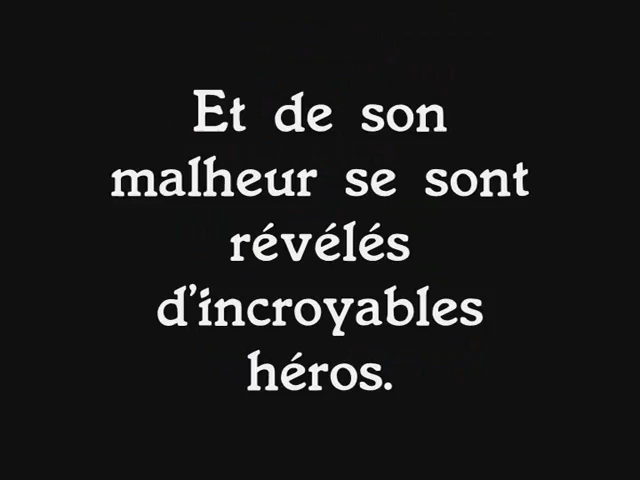 Et de son
malheur se sont
révélés
d'incroyables
héros.